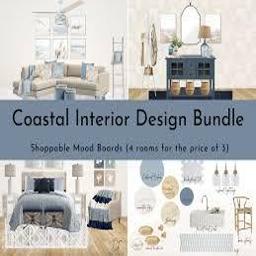 Coastal Interior Design Bundle
Shoppable Mood Boards (4 rooms for the price of 3)